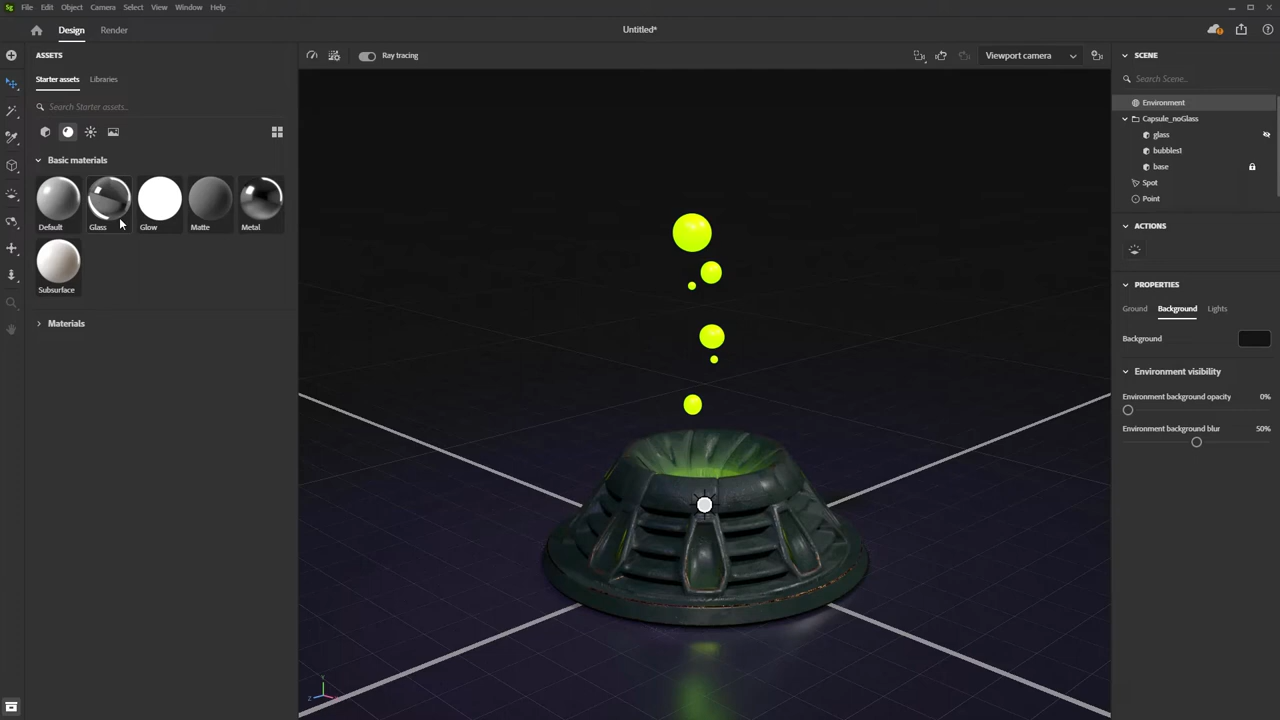 Sg File Edit Object Camera Select View Window Help
Design Render Untitled*
ASSETS
Starter assets Libraries
Search Starter assets...
Basic materials
Default Glass Glow Matte Metal
Subsurface
Materials
Ray tracing
Viewport camera
Y
Z
SCENE
Search Scene...
Environment
Capsule_noGlass
glass
bubbles1
base
Spot
Point
ACTIONS
PROPERTIES
Ground Background Lights
Background
Environment visibility
Environment background opacity 0%
Environment background blur 50%